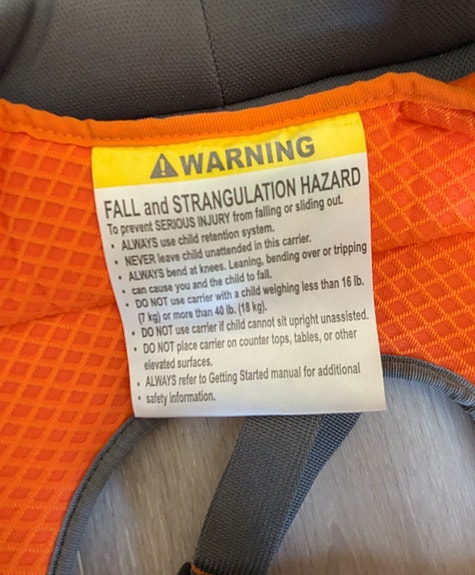 ⚠WARNING
FALL and STRANGULATION HAZARD
To prevent SERIOUS INJURY from falling or sliding out.
• ALWAYS use child retention system.
• NEVER leave child unattended in this carrier.
• ALWAYS bend at knees. Leaning, bending over or tripping
• can cause you and the child to fall.
• DO NOT use carrier with a child weighing less than 16 lb.
(7 kg) or more than 40 lb. (18 kg).
• DO NOT use carrier if child cannot sit upright unassisted.
• DO NOT place carrier on counter tops, tables, or other
elevated surfaces.
• ALWAYS refer to Getting Started manual for additional
• safety information.